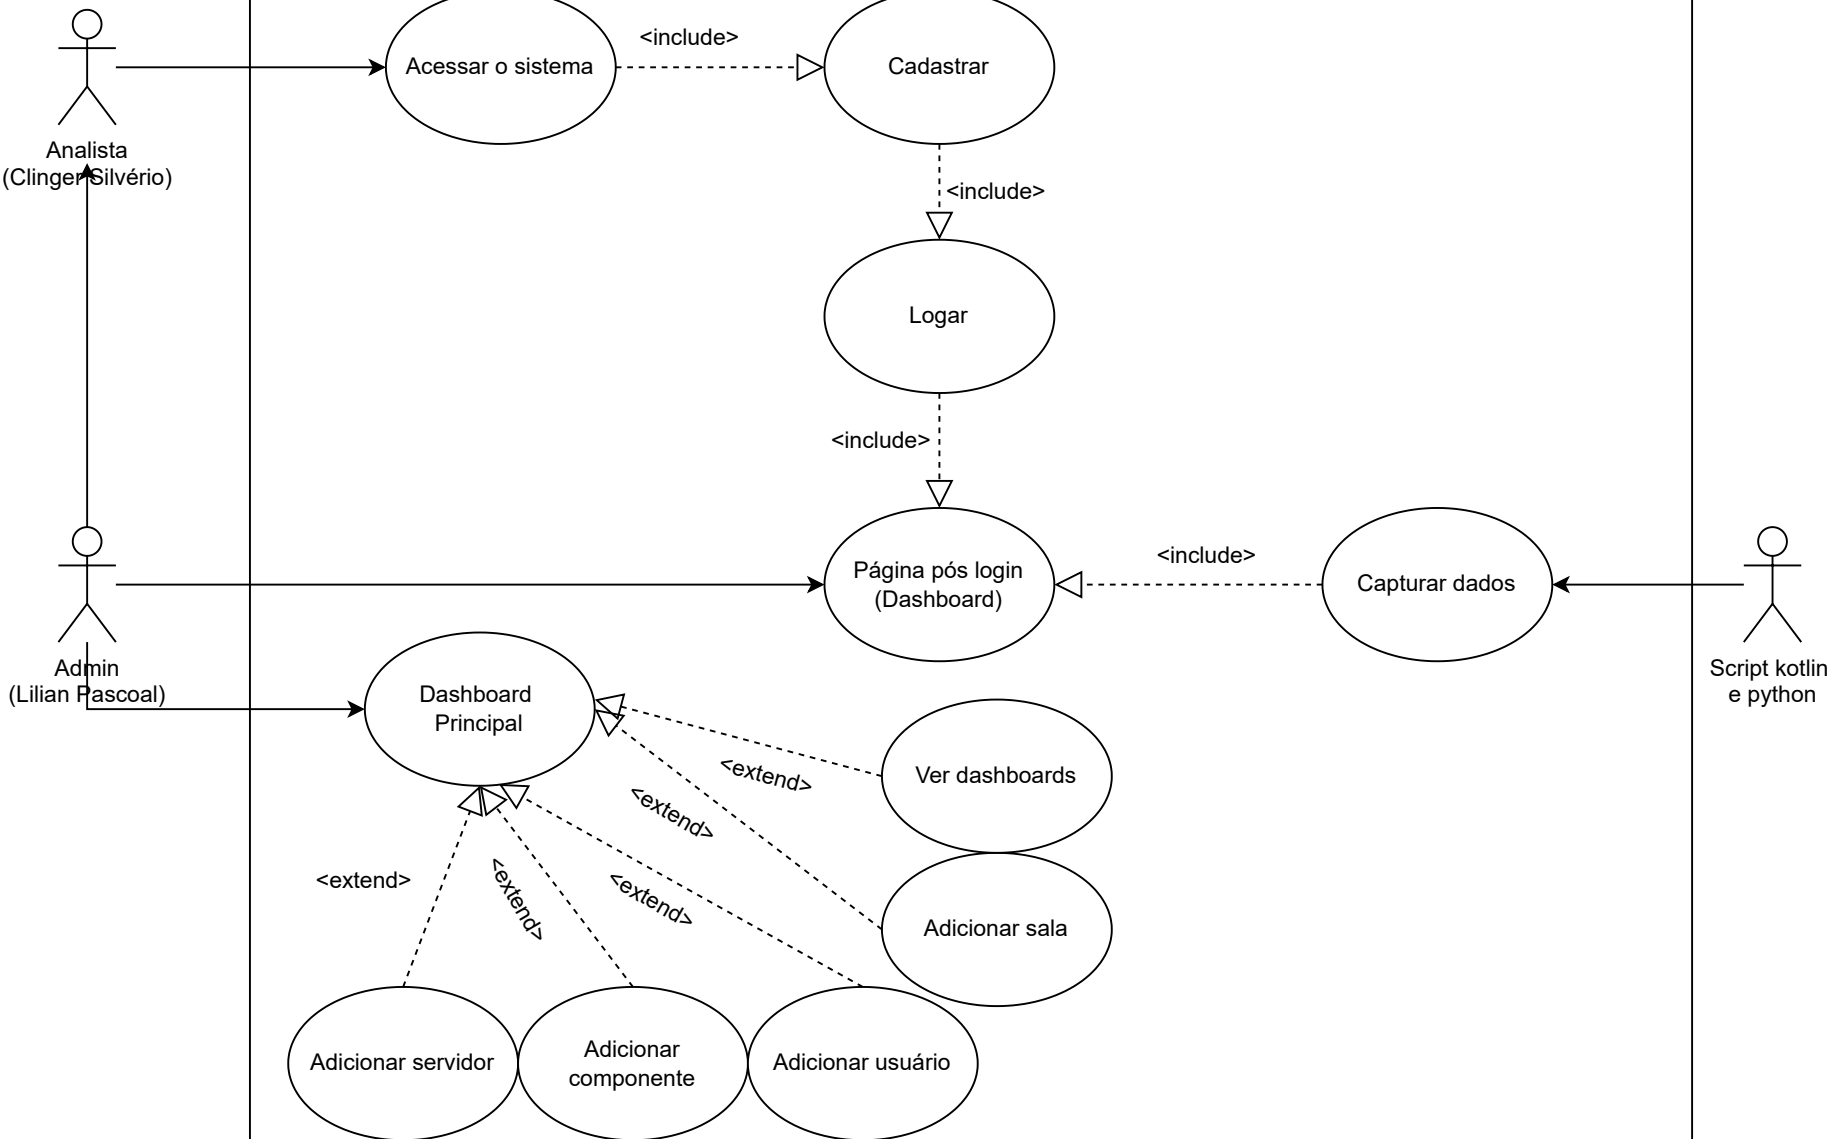 <include>
Acessar o sistema
Cadastrar
Analista
(Clinger Silvério)
<include>
Logar
<include>
<include>
Página pós login
(Dashboard)
Capturar dados
Admin
(Lilian Pascoal)
Script kotlin
e python
Dashboard
Principal
<extend>
Ver dashboards
<extend>
<extend>
<extend>
<extend>
Adicionar sala
Adicionar servidor
Adicionar
componente
Adicionar usuário